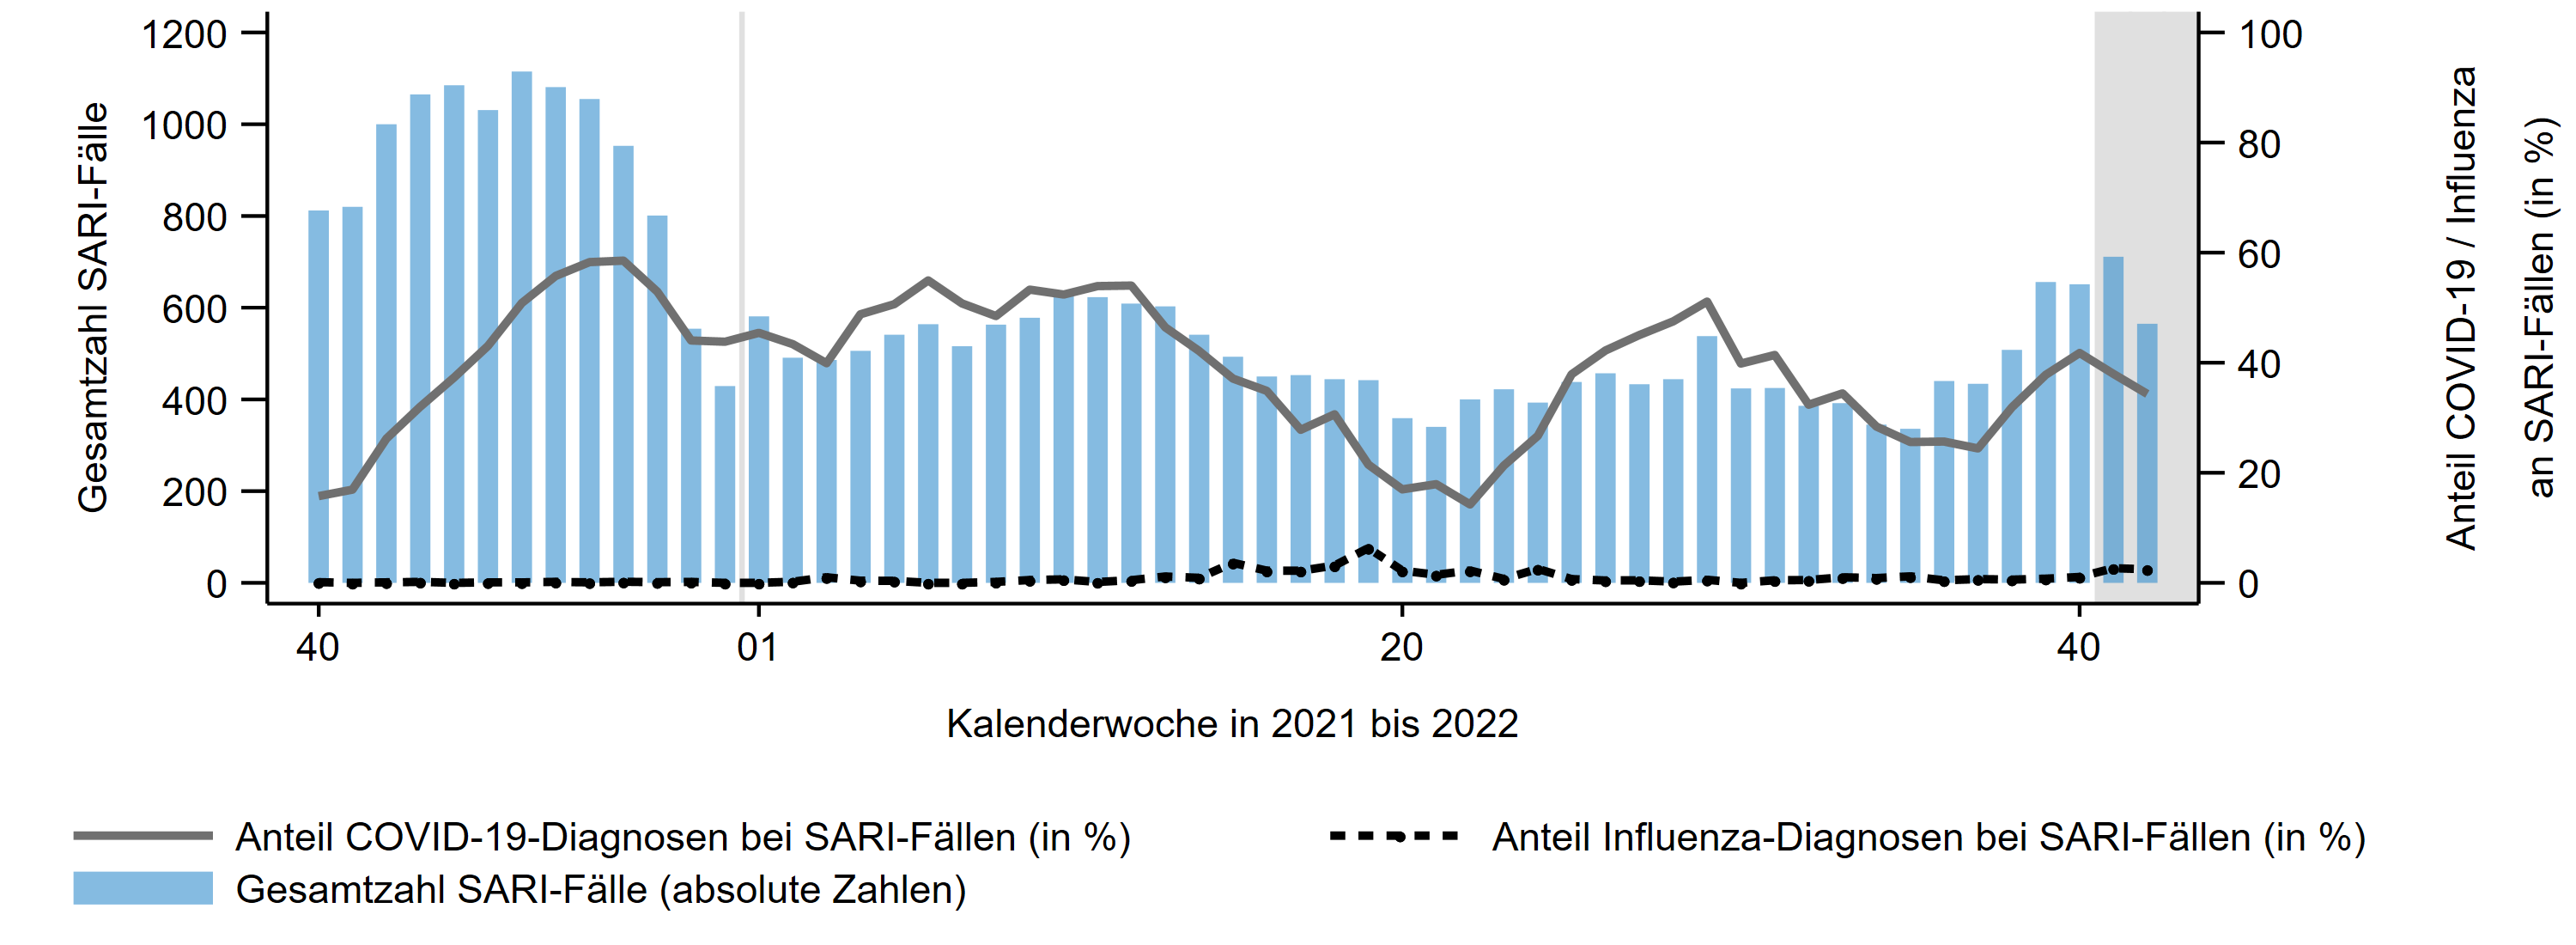 1200
1000
800
600
400
200
0
Gesamtzahl SARI-Fälle
100
80
60
40
20
0
Anteil COVID-19 / Influenza
an SARI-Fällen (in %)
40 01 20 40
Kalenderwoche in 2021 bis 2022
Anteil COVID-19-Diagnosen bei SARI-Fällen (in %)
Anteil Influenza-Diagnosen bei SARI-Fällen (in %)
Gesamtzahl SARI-Fälle (absolute Zahlen)